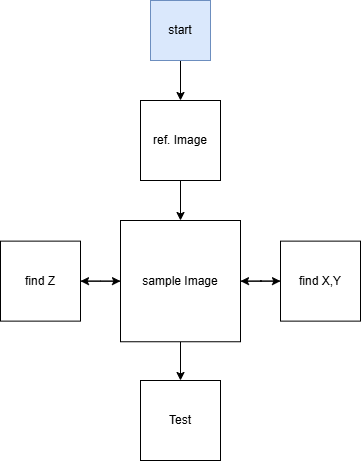 start
ref. Image
find Z
sample Image
find X,Y
Test